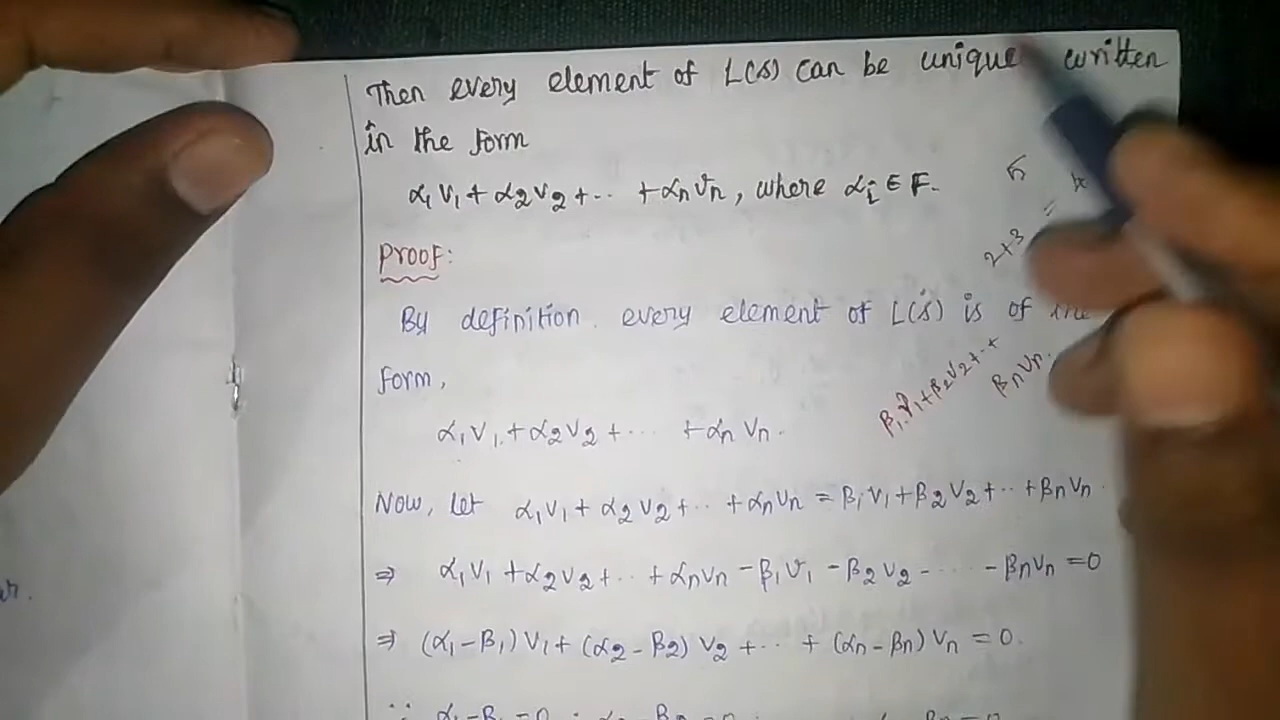 Then every element of L(S) can be unique written
in the form
α₁v₁ + α₂v₂ + ... + αₙvₙ, where αᵢ ∈ F.
Proof:
By definition every element of L(S) is of the
form,
α₁v₁ + α₂v₂ + ... + αₙvₙ.
2+3 =
β₁v₁ + β₂v₂ + .. +
βₙvₙ.
Now, let α₁v₁ + α₂v₂ + ... + αₙvₙ = β₁v₁ + β₂v₂ + ... + βₙvₙ
⇒ α₁v₁ + α₂v₂ + ... + αₙvₙ - β₁v₁ - β₂v₂ - .... - βₙvₙ = 0
⇒ (α₁ - β₁)v₁ + (α₂ - β₂)v₂ + ... + (αₙ - βₙ)vₙ = 0.